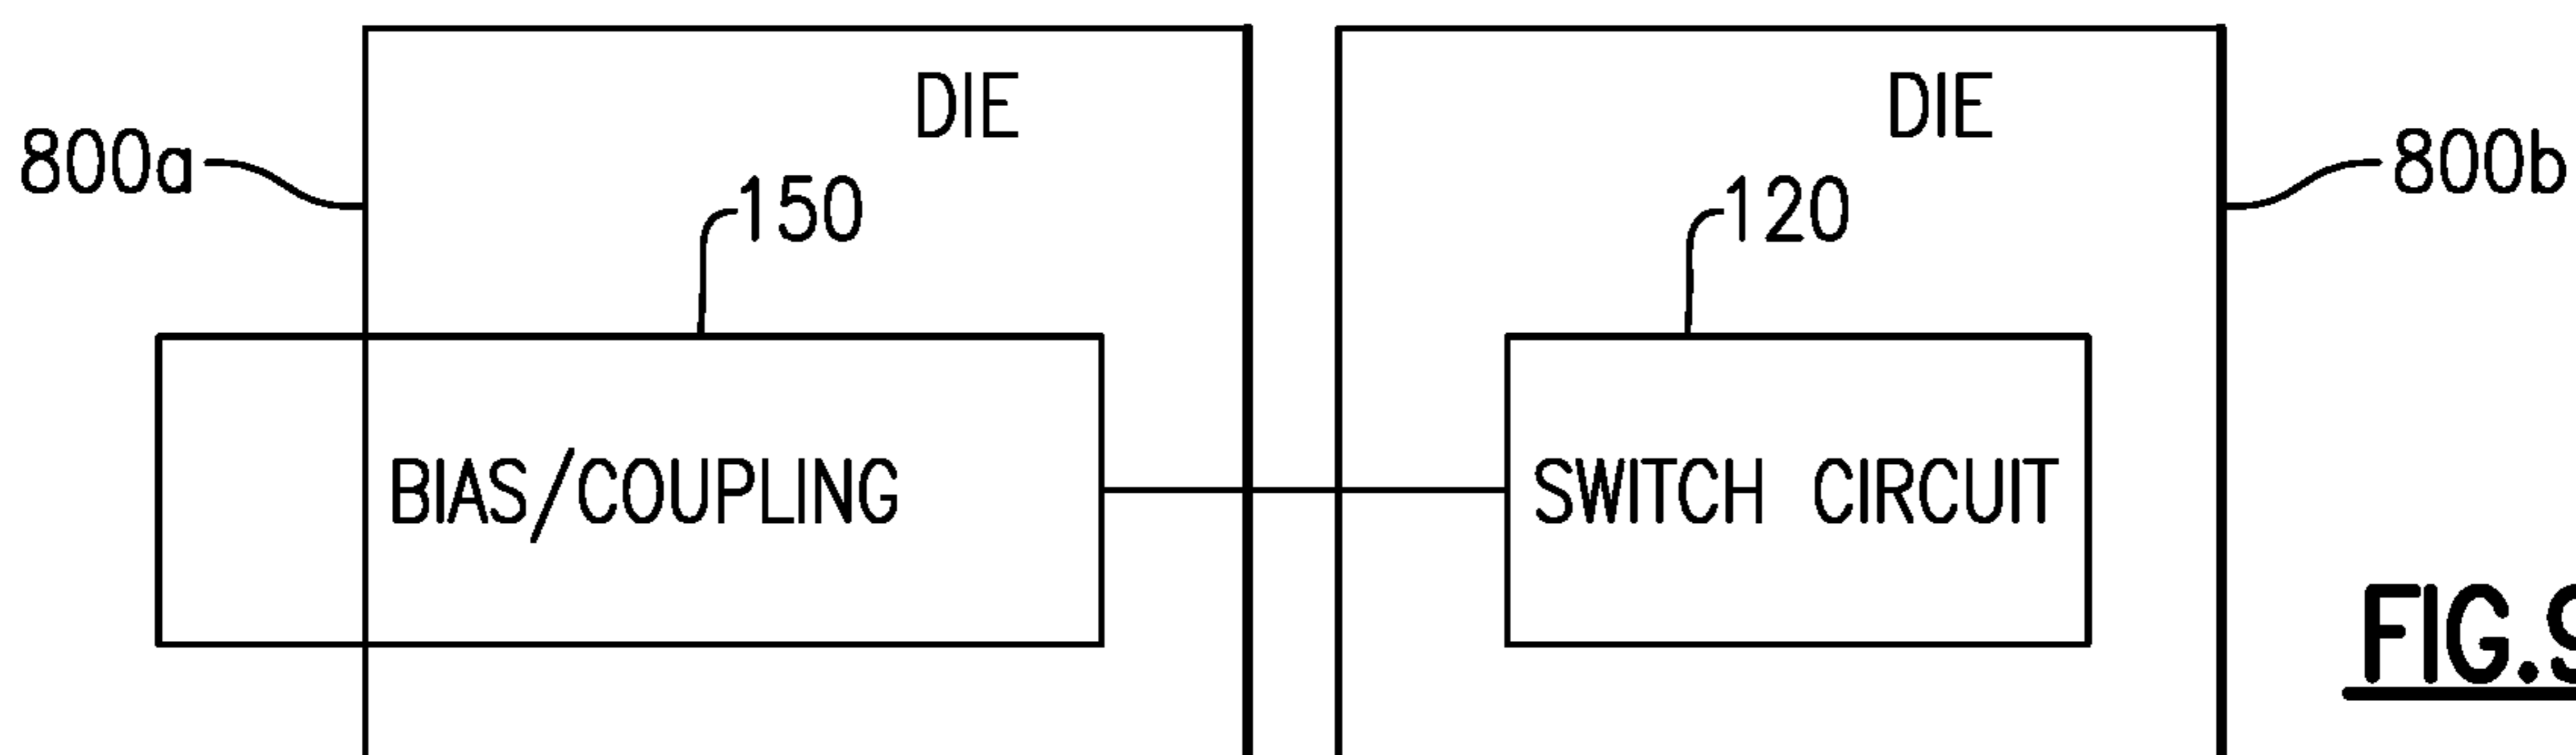 DIE
DIE
800a
800b
150
120
BIAS/COUPLING
SWITCH CIRCUIT